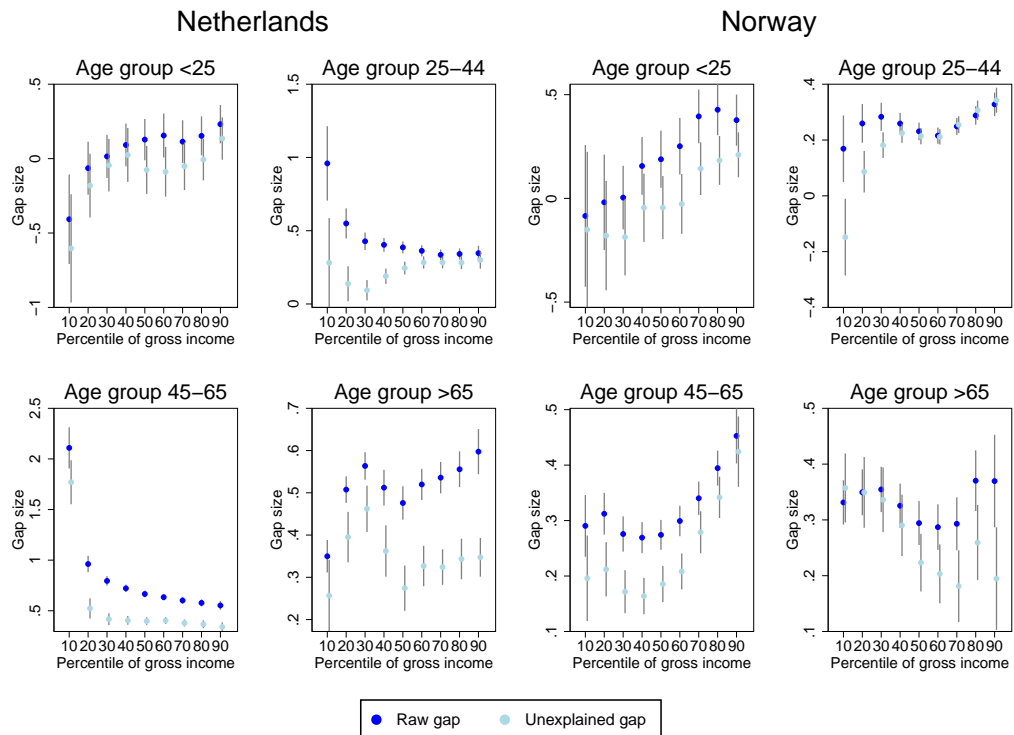 Netherlands
Norway
Age group <25
Gap size
.5
0
−.5
−1
10 20 30 40 50 60 70 80 90
Percentile of gross income
Age group 25−44
Gap size
1.5
1
.5
0
10 20 30 40 50 60 70 80 90
Percentile of gross income
Age group <25
Gap size
.5
0
−.5
10 20 30 40 50 60 70 80 90
Percentile of gross income
Age group 25−44
Gap size
.4
.2
0
−.2
−.4
10 20 30 40 50 60 70 80 90
Percentile of gross income
Age group 45−65
Gap size
2.5
2
1.5
1
.5
10 20 30 40 50 60 70 80 90
Percentile of gross income
Age group >65
Gap size
.7
.6
.5
.4
.3
.2
10 20 30 40 50 60 70 80 90
Percentile of gross income
Age group 45−65
Gap size
.5
.4
.3
.2
.1
10 20 30 40 50 60 70 80 90
Percentile of gross income
Age group >65
Gap size
.5
.4
.3
.2
.1
10 20 30 40 50 60 70 80 90
Percentile of gross income
Raw gap
Unexplained gap